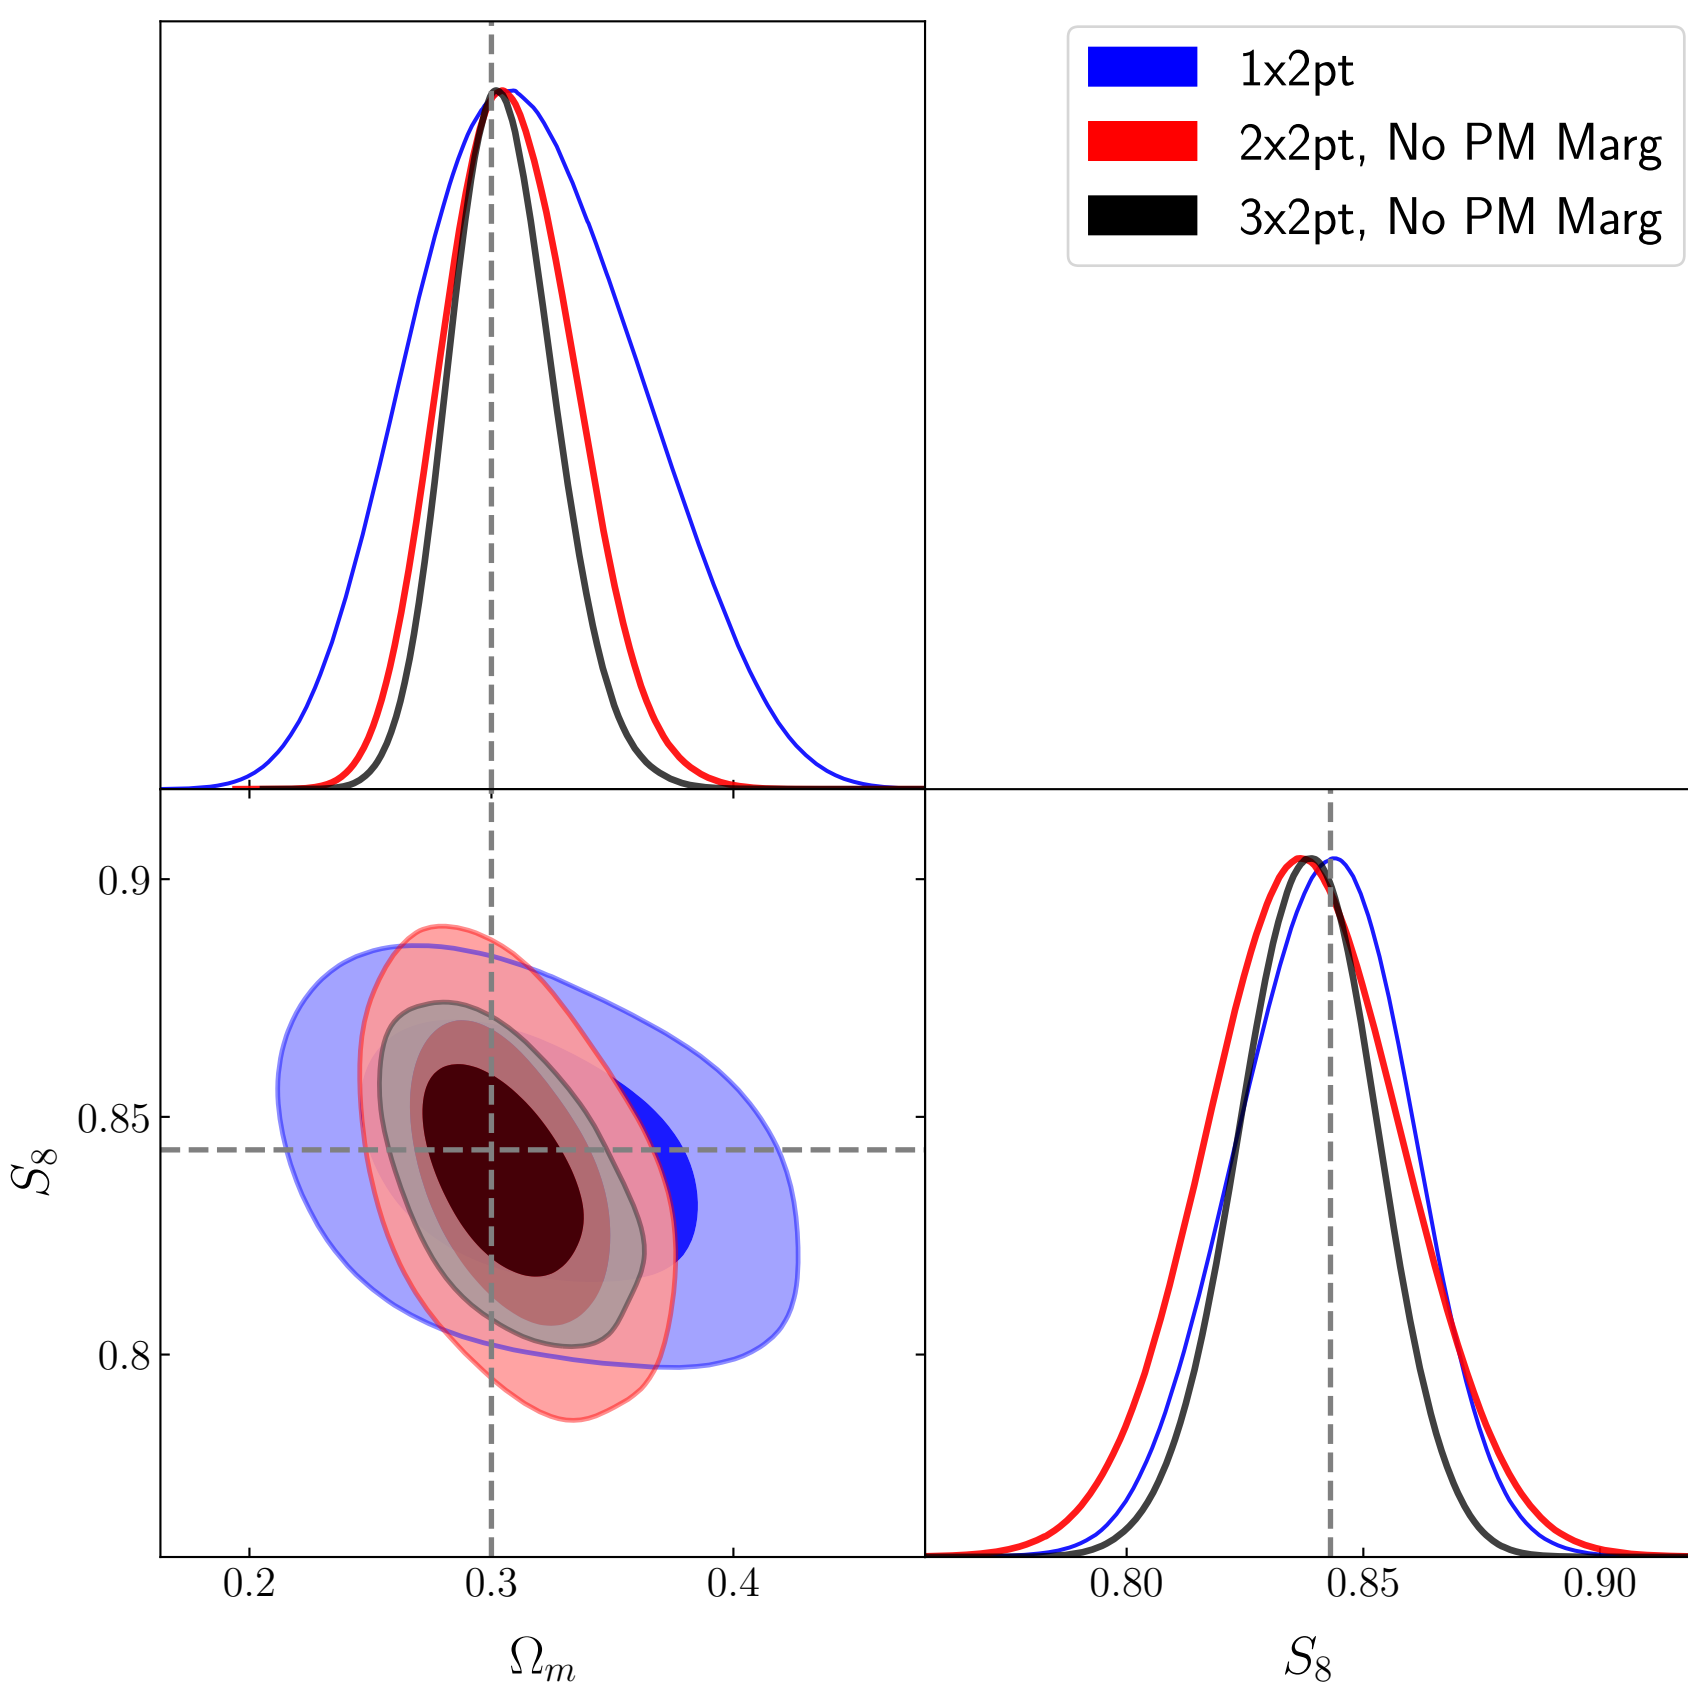 1x2pt
2x2pt, No PM Marg
3x2pt, No PM Marg
0.9
0.85
0.8
S₈
0.2 0.3 0.4
0.80 0.85 0.90
Ωₘ
S₈